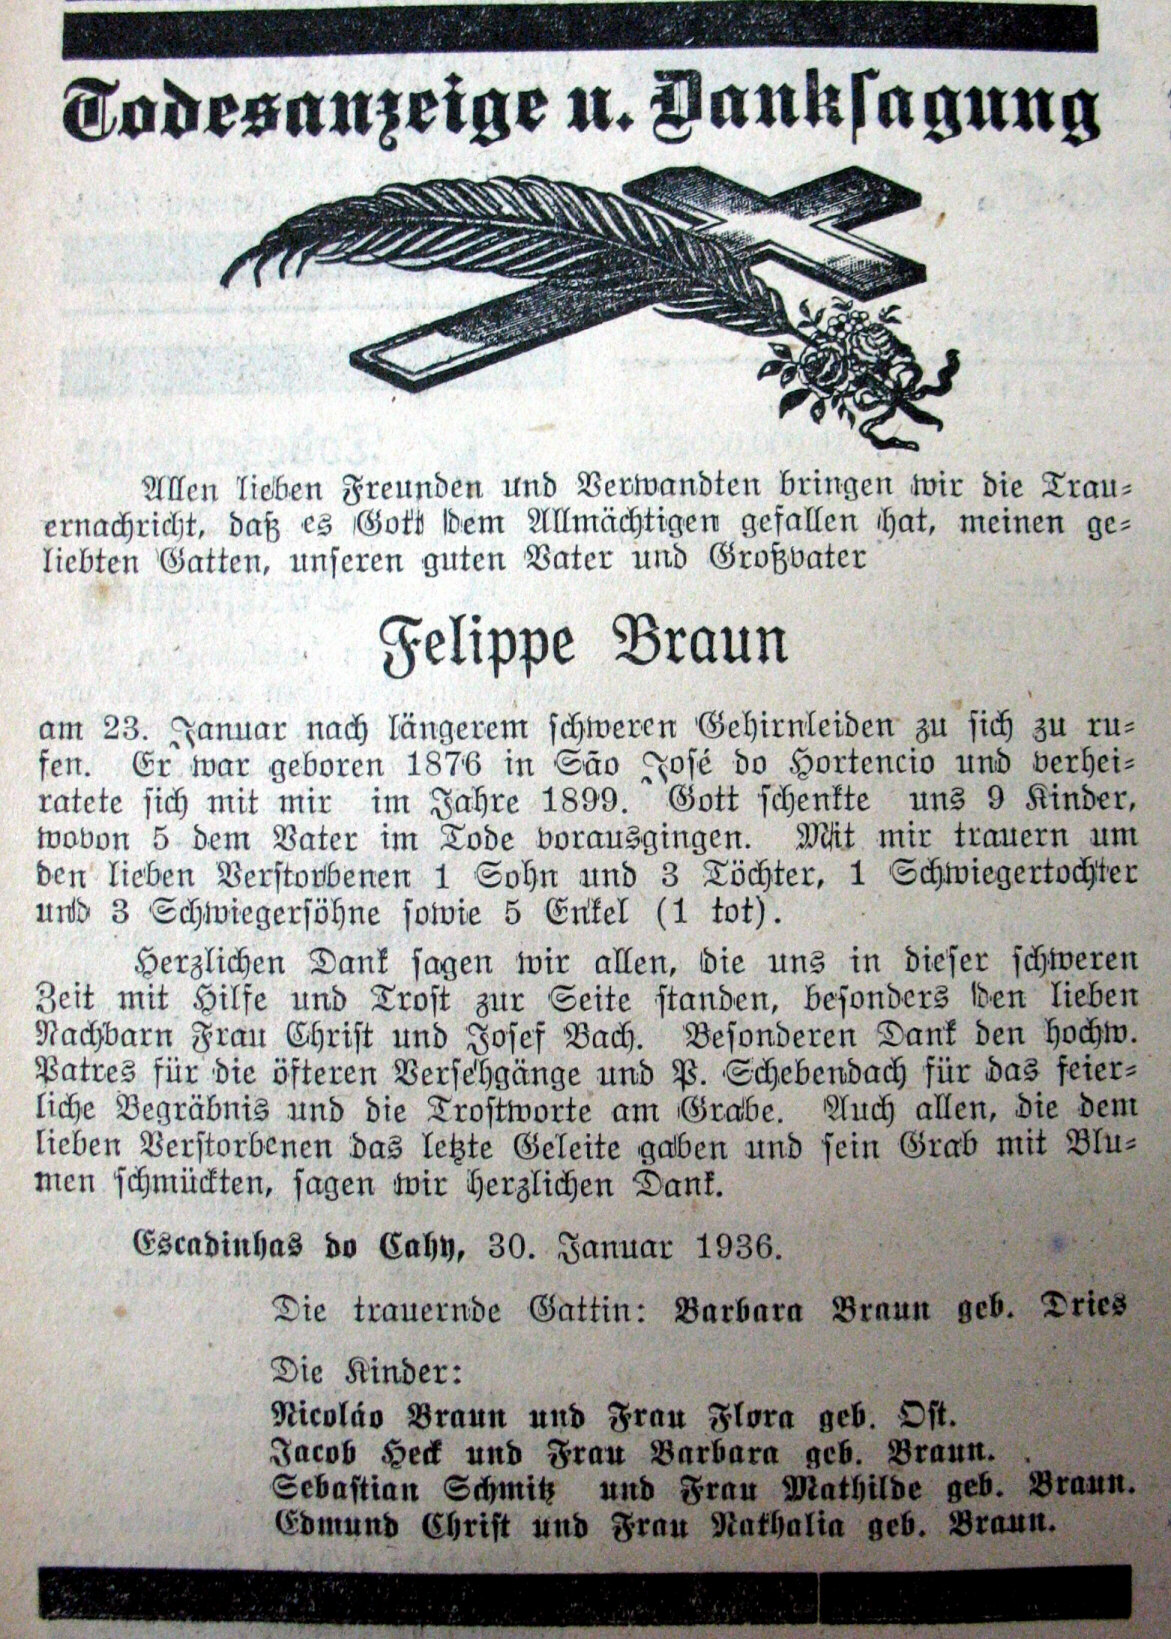 Todesanzeige u. Danksagung
Allen lieben Freunden und Verwandten bringen wir die Trau-
ernachricht, daß es Gott dem Allmächtigen gefallen hat, meinen ge-
liebten Gatten, unseren guten Vater und Großvater
Felippe Braun
am 23. Januar nach längerem schweren Gehirnleiden zu sich zu ru-
fen. Er war geboren 1876 in São José do Hortencio und verhei-
ratete sich mit mir im Jahre 1899. Gott schenkte uns 9 Kinder,
wovon 5 dem Vater im Tode vorausgingen. Mit mir trauern um
den lieben Verstorbenen 1 Sohn und 3 Töchter, 1 Schwiegertochter
und 3 Schwiegersöhne sowie 5 Enkel (1 tot).
Herzlichen Dank sagen wir allen, die uns in dieser schweren
Zeit mit Hilfe und Trost zur Seite standen, besonders den lieben
Nachbarn Frau Christ und Josef Bach. Besonderen Dank den hochw.
Patres für die öfteren Versehgänge und P. Schebendach für das feier-
liche Begräbnis und die Trostworte am Grabe. Auch allen, die dem
lieben Verstorbenen das letzte Geleite gaben und sein Grab mit Blu-
men schmückten, sagen wir herzlichen Dank.
Escadinhas do Cahy, 30. Januar 1936.
Die trauernde Gattin: Barbara Braun geb. Dries
Die Kinder:
Nicoláo Braun und Frau Flora geb. Ost.
Jacob Heck und Frau Barbara geb. Braun.
Sebastian Schmitz und Frau Mathilde geb. Braun.
Edmund Christ und Frau Nathalia geb. Braun.